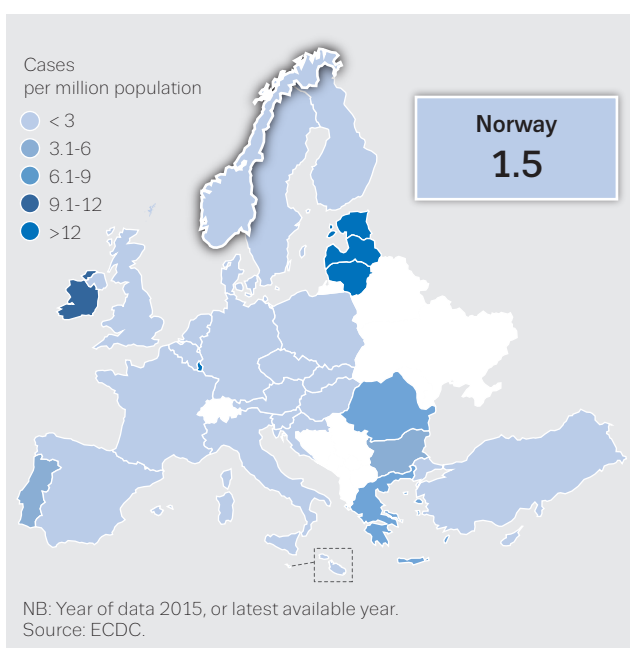 Cases
per million population
< 3
3.1-6
6.1-9
9.1-12
>12
Norway
1.5
NB: Year of data 2015, or latest available year.
Source: ECDC.